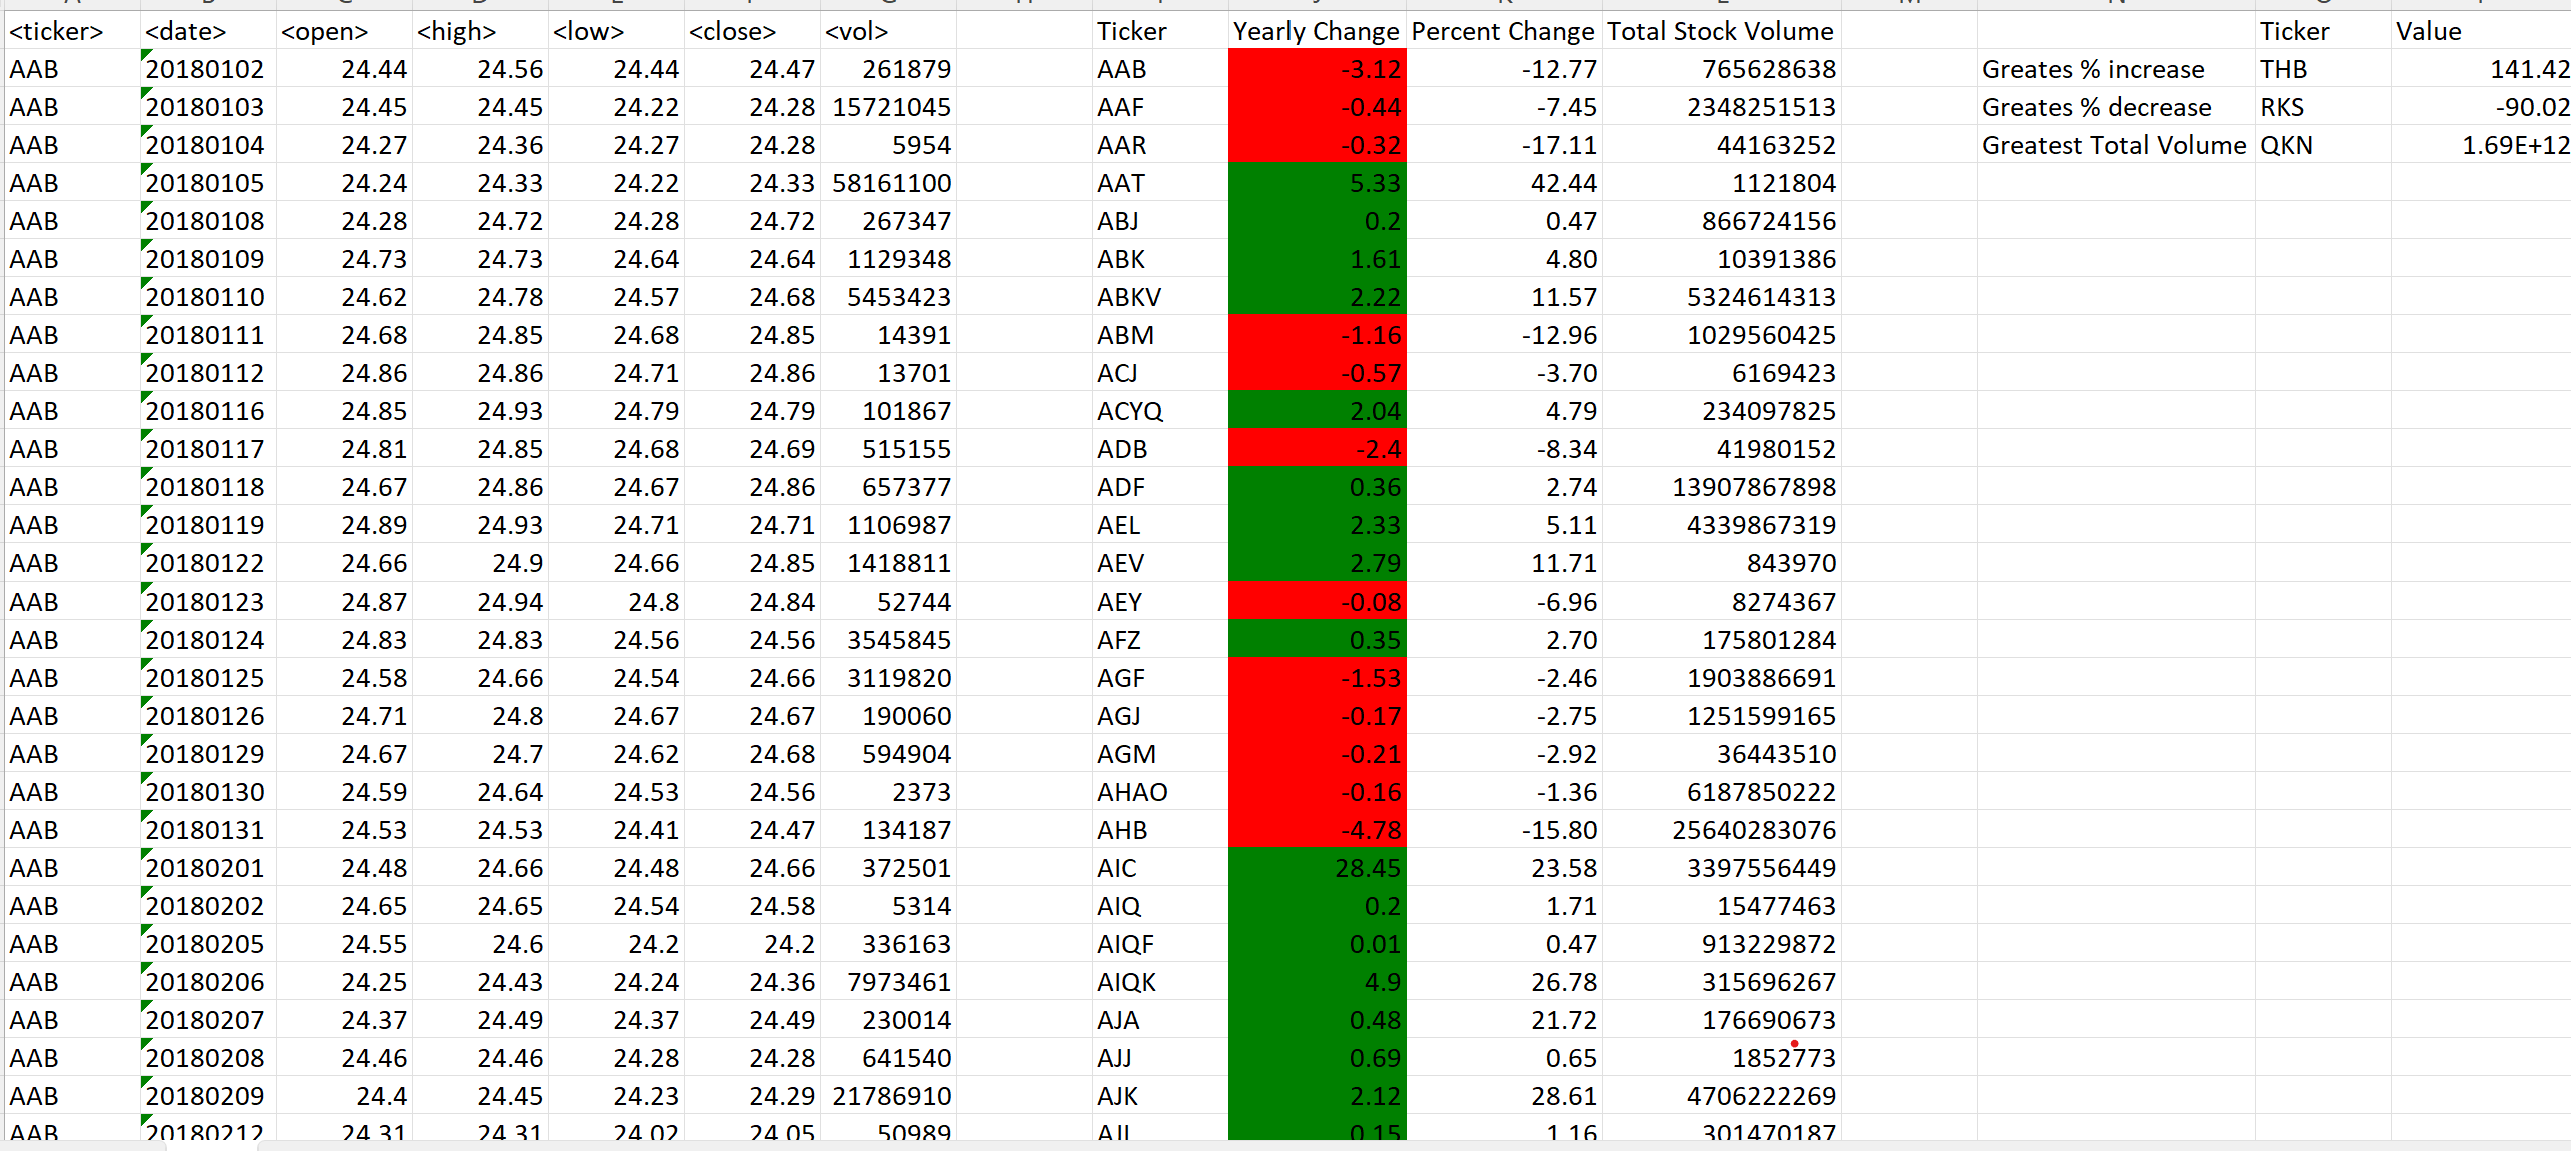 <ticker> <date> <open> <high> <low> <close> <vol> Ticker Yearly Change Percent Change Total Stock Volume Ticker Value
AAB 20180102 24.44 24.56 24.44 24.47 261879 AAB -3.12 -12.77 765628638 Greates % increase THB 141.42
AAB 20180103 24.45 24.45 24.22 24.28 15721045 AAF -0.44 -7.45 2348251513 Greates % decrease RKS -90.02
AAB 20180104 24.27 24.36 24.27 24.28 5954 AAR -0.32 -17.11 44163252 Greatest Total Volume QKN 1.69E+12
AAB 20180105 24.24 24.33 24.22 24.33 58161100 AAT 5.33 42.44 1121804
AAB 20180108 24.28 24.72 24.28 24.72 267347 ABJ 0.2 0.47 866724156
AAB 20180109 24.73 24.73 24.64 24.64 1129348 ABK 1.61 4.80 10391386
AAB 20180110 24.62 24.78 24.57 24.68 5453423 ABKV 2.22 11.57 5324614313
AAB 20180111 24.68 24.85 24.68 24.85 14391 ABM -1.16 -12.96 1029560425
AAB 20180112 24.86 24.86 24.71 24.86 13701 ACJ -0.57 -3.70 6169423
AAB 20180116 24.85 24.93 24.79 24.79 101867 ACYQ 2.04 4.79 234097825
AAB 20180117 24.81 24.85 24.68 24.69 515155 ADB -2.4 -8.34 41980152
AAB 20180118 24.67 24.86 24.67 24.86 657377 ADF 0.36 2.74 13907867898
AAB 20180119 24.89 24.93 24.71 24.71 1106987 AEL 2.33 5.11 4339867319
AAB 20180122 24.66 24.9 24.66 24.85 1418811 AEV 2.79 11.71 843970
AAB 20180123 24.87 24.94 24.8 24.84 52744 AEY -0.08 -6.96 8274367
AAB 20180124 24.83 24.83 24.56 24.56 3545845 AFZ 0.35 2.70 175801284
AAB 20180125 24.58 24.66 24.54 24.66 3119820 AGF -1.53 -2.46 1903886691
AAB 20180126 24.71 24.8 24.67 24.67 190060 AGJ -0.17 -2.75 1251599165
AAB 20180129 24.67 24.7 24.62 24.68 594904 AGM -0.21 -2.92 36443510
AAB 20180130 24.59 24.64 24.53 24.56 2373 AHAO -0.16 -1.36 6187850222
AAB 20180131 24.53 24.53 24.41 24.47 134187 AHB -4.78 -15.80 25640283076
AAB 20180201 24.48 24.66 24.48 24.66 372501 AIC 28.45 23.58 3397556449
AAB 20180202 24.65 24.65 24.54 24.58 5314 AIQ 0.2 1.71 15477463
AAB 20180205 24.55 24.6 24.2 24.2 336163 AIQF 0.01 0.47 913229872
AAB 20180206 24.25 24.43 24.24 24.36 7973461 AIQK 4.9 26.78 315696267
AAB 20180207 24.37 24.49 24.37 24.49 230014 AJA 0.48 21.72 176690673
AAB 20180208 24.46 24.46 24.28 24.28 641540 AJJ 0.69 0.65 1852773
AAB 20180209 24.4 24.45 24.23 24.29 21786910 AJK 2.12 28.61 4706222269
AAB 20180212 24.31 24.31 24.02 24.05 50989 0.15 1.16 301470187